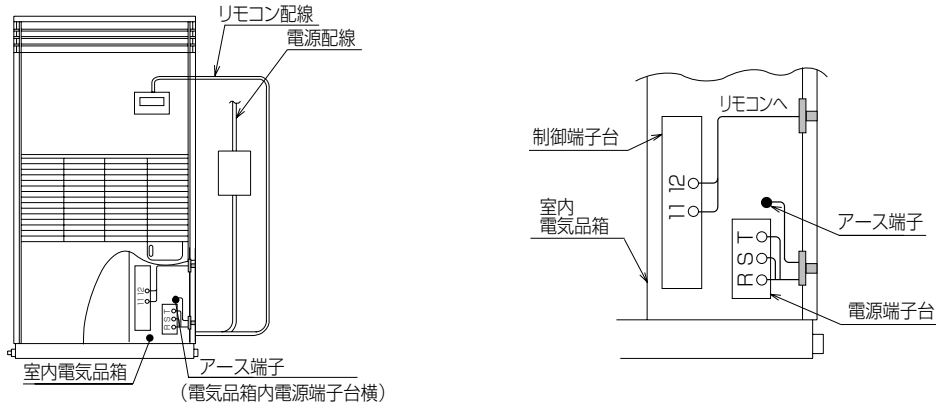 リモコン配線
電源配線
11 12
R S T
室内電気品箱
アース端子
(電気品箱内電源端子台横)
リモコンへ
制御端子台
11 12
室内
電気品箱
アース端子
R S T
電源端子台